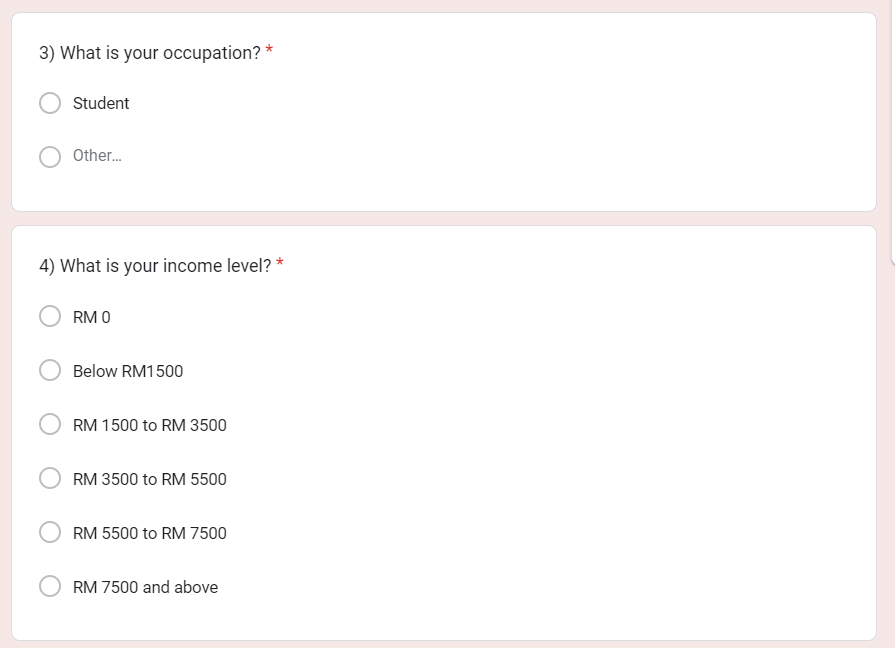 3) What is your occupation? *
Student
Other...
4) What is your income level? *
RM 0
Below RM1500
RM 1500 to RM 3500
RM 3500 to RM 5500
RM 5500 to RM 7500
RM 7500 and above